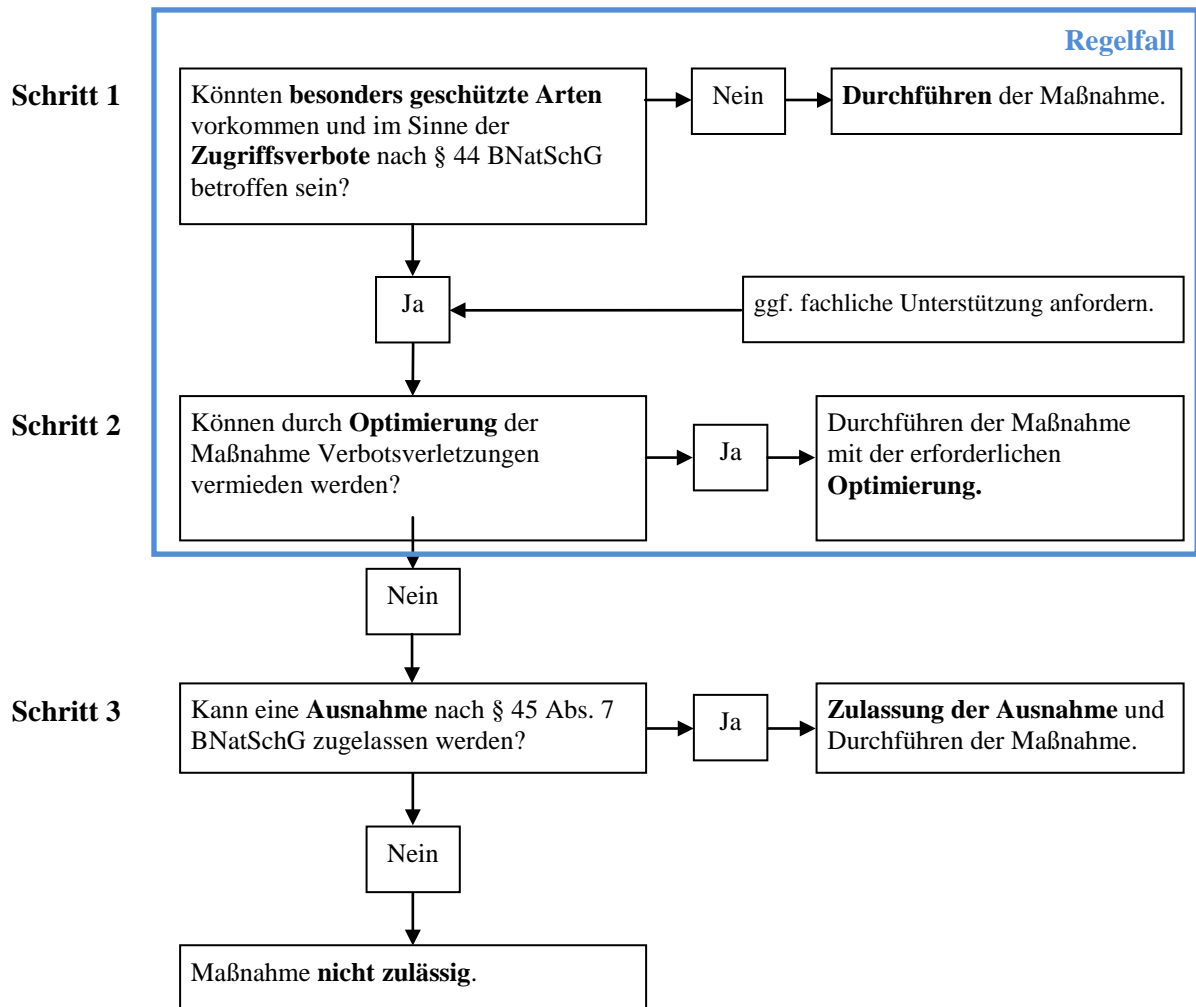 Regelfall
Schritt 1
Könnten besonders geschützte Arten
vorkommen und im Sinne der
Zugriffsverbote nach § 44 BNatSchG
betroffen sein?
Nein
Durchführen der Maßnahme.
Ja
ggf. fachliche Unterstützung anfordern.
Schritt 2
Können durch Optimierung der
Maßnahme Verbotsverletzungen
vermieden werden?
Ja
Durchführen der Maßnahme
mit der erforderlichen
Optimierung.
Nein
Schritt 3
Kann eine Ausnahme nach § 45 Abs. 7
BNatSchG zugelassen werden?
Ja
Zulassung der Ausnahme und
Durchführen der Maßnahme.
Nein
Maßnahme nicht zulässig.